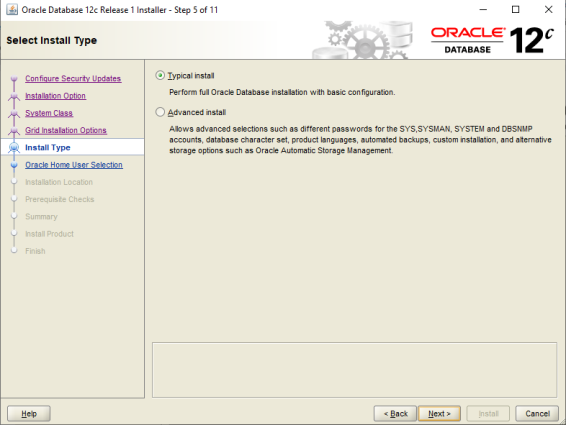 Oracle Database 12c Release 1 Installer - Step 5 of 11
Select Install Type
ORACLE
DATABASE
12c
Configure Security Updates
Installation Option
System Class
Grid Installation Options
Install Type
Oracle Home User Selection
Installation Location
Prerequisite Checks
Summary
Install Product
Finish
Typical install
Perform full Oracle Database installation with basic configuration.
Advanced install
Allows advanced selections such as different passwords for the SYS,SYSMAN, SYSTEM and DBSNMP
accounts, database character set, product languages, automated backups, custom installation, and alternative
storage options such as Oracle Automatic Storage Management.
Help
< Back
Next >
Install
Cancel